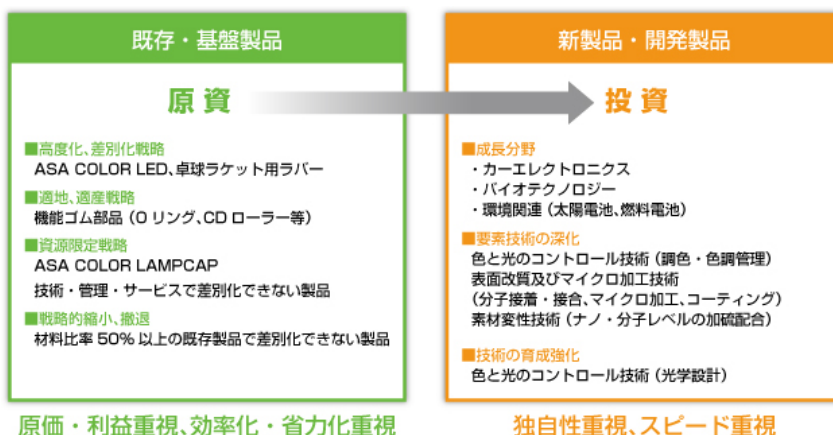 既存・基盤製品
原資
■高度化、差別化戦略
ASA COLOR LED、卓球ラケット用ラバー
■適地、適産戦略
機能ゴム部品（O リング、CD ローラー等）
■資源限定戦略
ASA COLOR LAMPCAP
技術・管理・サービスで差別化できない製品
■戦略的縮小、撤退
材料比率 50% 以上の既存製品で差別化できない製品
原価・利益重視、効率化・省力化重視
新製品・開発製品
投資
■成長分野
・カーエレクトロニクス
・バイオテクノロジー
・環境関連（太陽電池、燃料電池）
■要素技術の深化
色と光のコントロール技術（調色・色調管理）
表面改質及びマイクロ加工技術
（分子接着・接合、マイクロ加工、コーティング）
素材変性技術（ナノ・分子レベルの加硫配合）
■技術の育成強化
色と光のコントロール技術（光学設計）
独自性重視、スピード重視